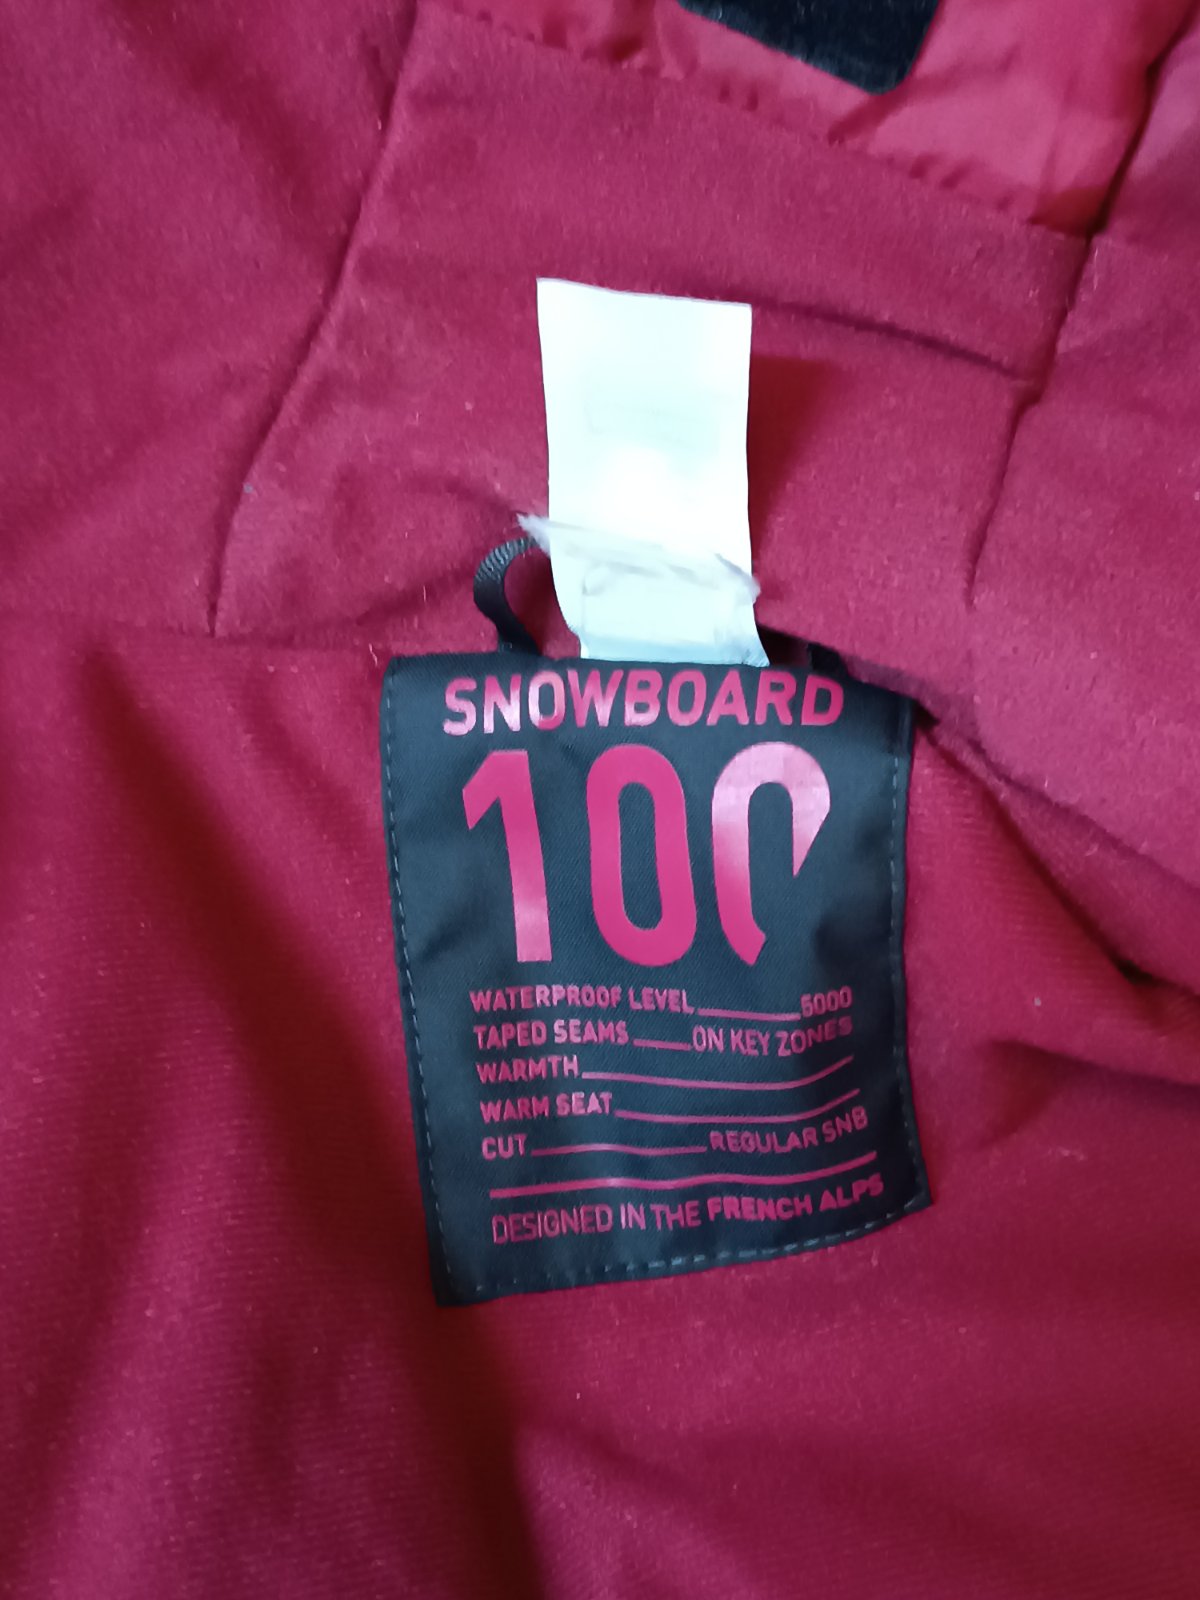 SNOWBOARD
100
WATERPROOF LEVEL 5000
TAPED SEAMS ON KEY ZONES
WARMTH
WARM SEAT
CUT REGULAR SNB
DESIGNED IN THE FRENCH ALPS